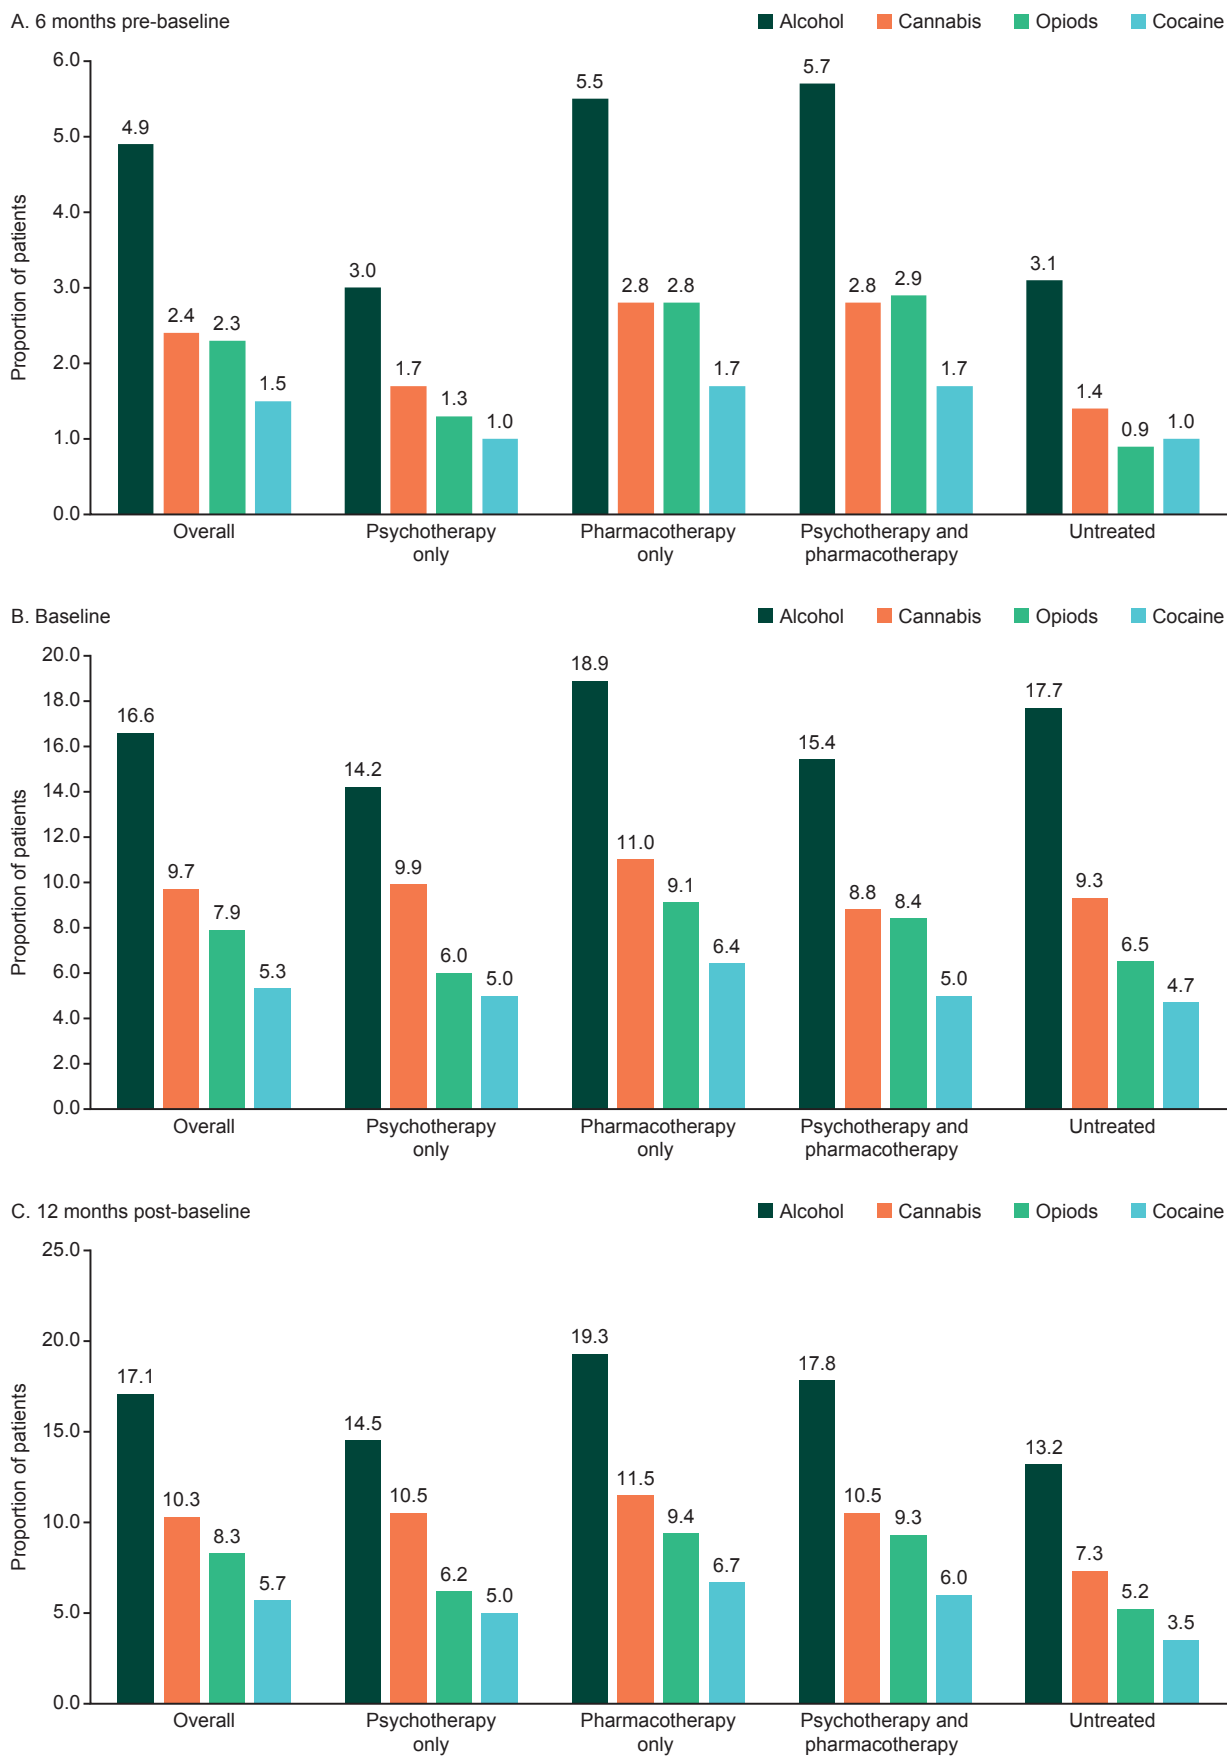 A. 6 months pre-baseline
Alcohol Cannabis Opiods Cocaine
Proportion of patients
6.0
5.0
4.0
3.0
2.0
1.0
0.0
4.9 2.4 2.3 1.5
3.0 1.7 1.3 1.0
5.5 2.8 2.8 1.7
5.7 2.8 2.9 1.7
3.1 1.4 0.9 1.0
Overall
Psychotherapy
only
Pharmacotherapy
only
Psychotherapy and
pharmacotherapy
Untreated
B. Baseline
Alcohol Cannabis Opiods Cocaine
Proportion of patients
20.0
18.0
16.0
14.0
12.0
10.0
8.0
6.0
4.0
2.0
0.0
16.6 9.7 7.9 5.3
14.2 9.9 6.0 5.0
18.9 11.0 9.1 6.4
15.4 8.8 8.4 5.0
17.7 9.3 6.5 4.7
Overall
Psychotherapy
only
Pharmacotherapy
only
Psychotherapy and
pharmacotherapy
Untreated
C. 12 months post-baseline
Alcohol Cannabis Opiods Cocaine
Proportion of patients
25.0
20.0
15.0
10.0
5.0
0.0
17.1 10.3 8.3 5.7
14.5 10.5 6.2 5.0
19.3 11.5 9.4 6.7
17.8 10.5 9.3 6.0
13.2 7.3 5.2 3.5
Overall
Psychotherapy
only
Pharmacotherapy
only
Psychotherapy and
pharmacotherapy
Untreated